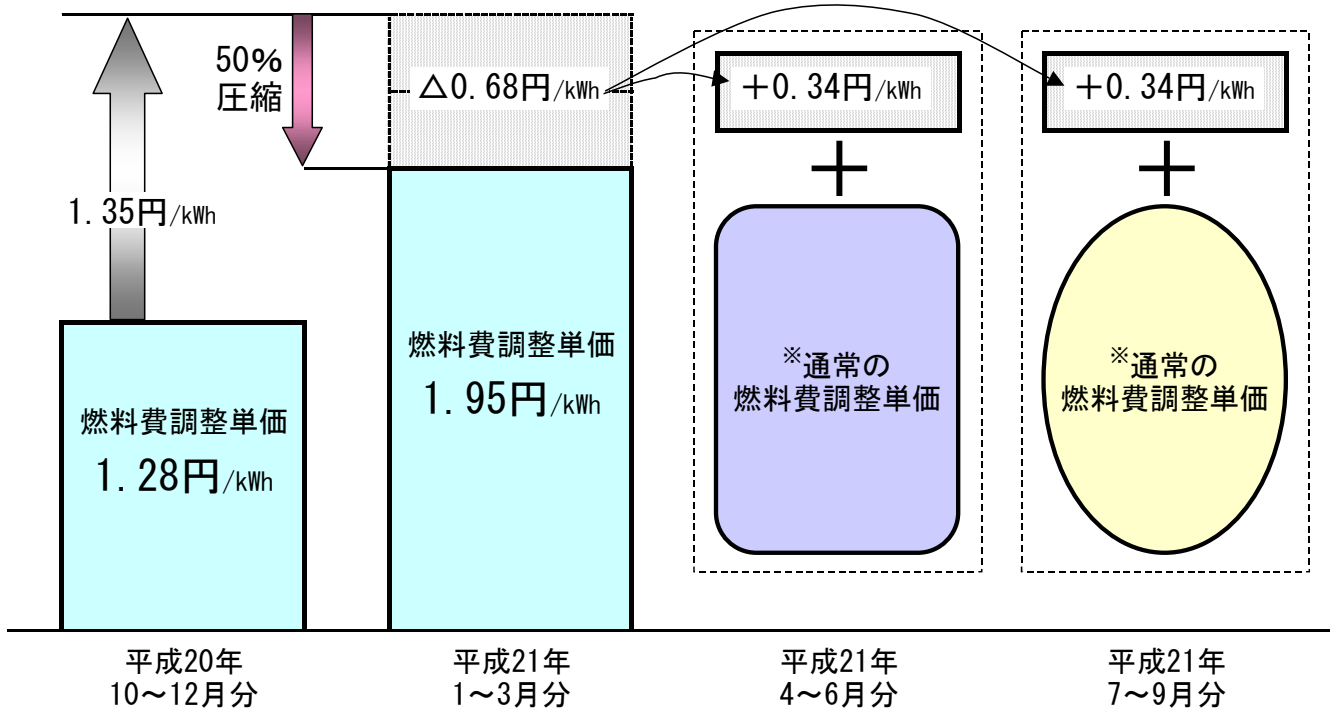 50%
圧縮
△0.68円/kWh
+0.34円/kWh
+0.34円/kWh
+
+
1.35円/kWh
燃料費調整単価
1.28円/kWh
燃料費調整単価
1.95円/kWh
※通常の
燃料費調整単価
※通常の
燃料費調整単価
平成20年
10~12月分
平成21年
1~3月分
平成21年
4~6月分
平成21年
7~9月分